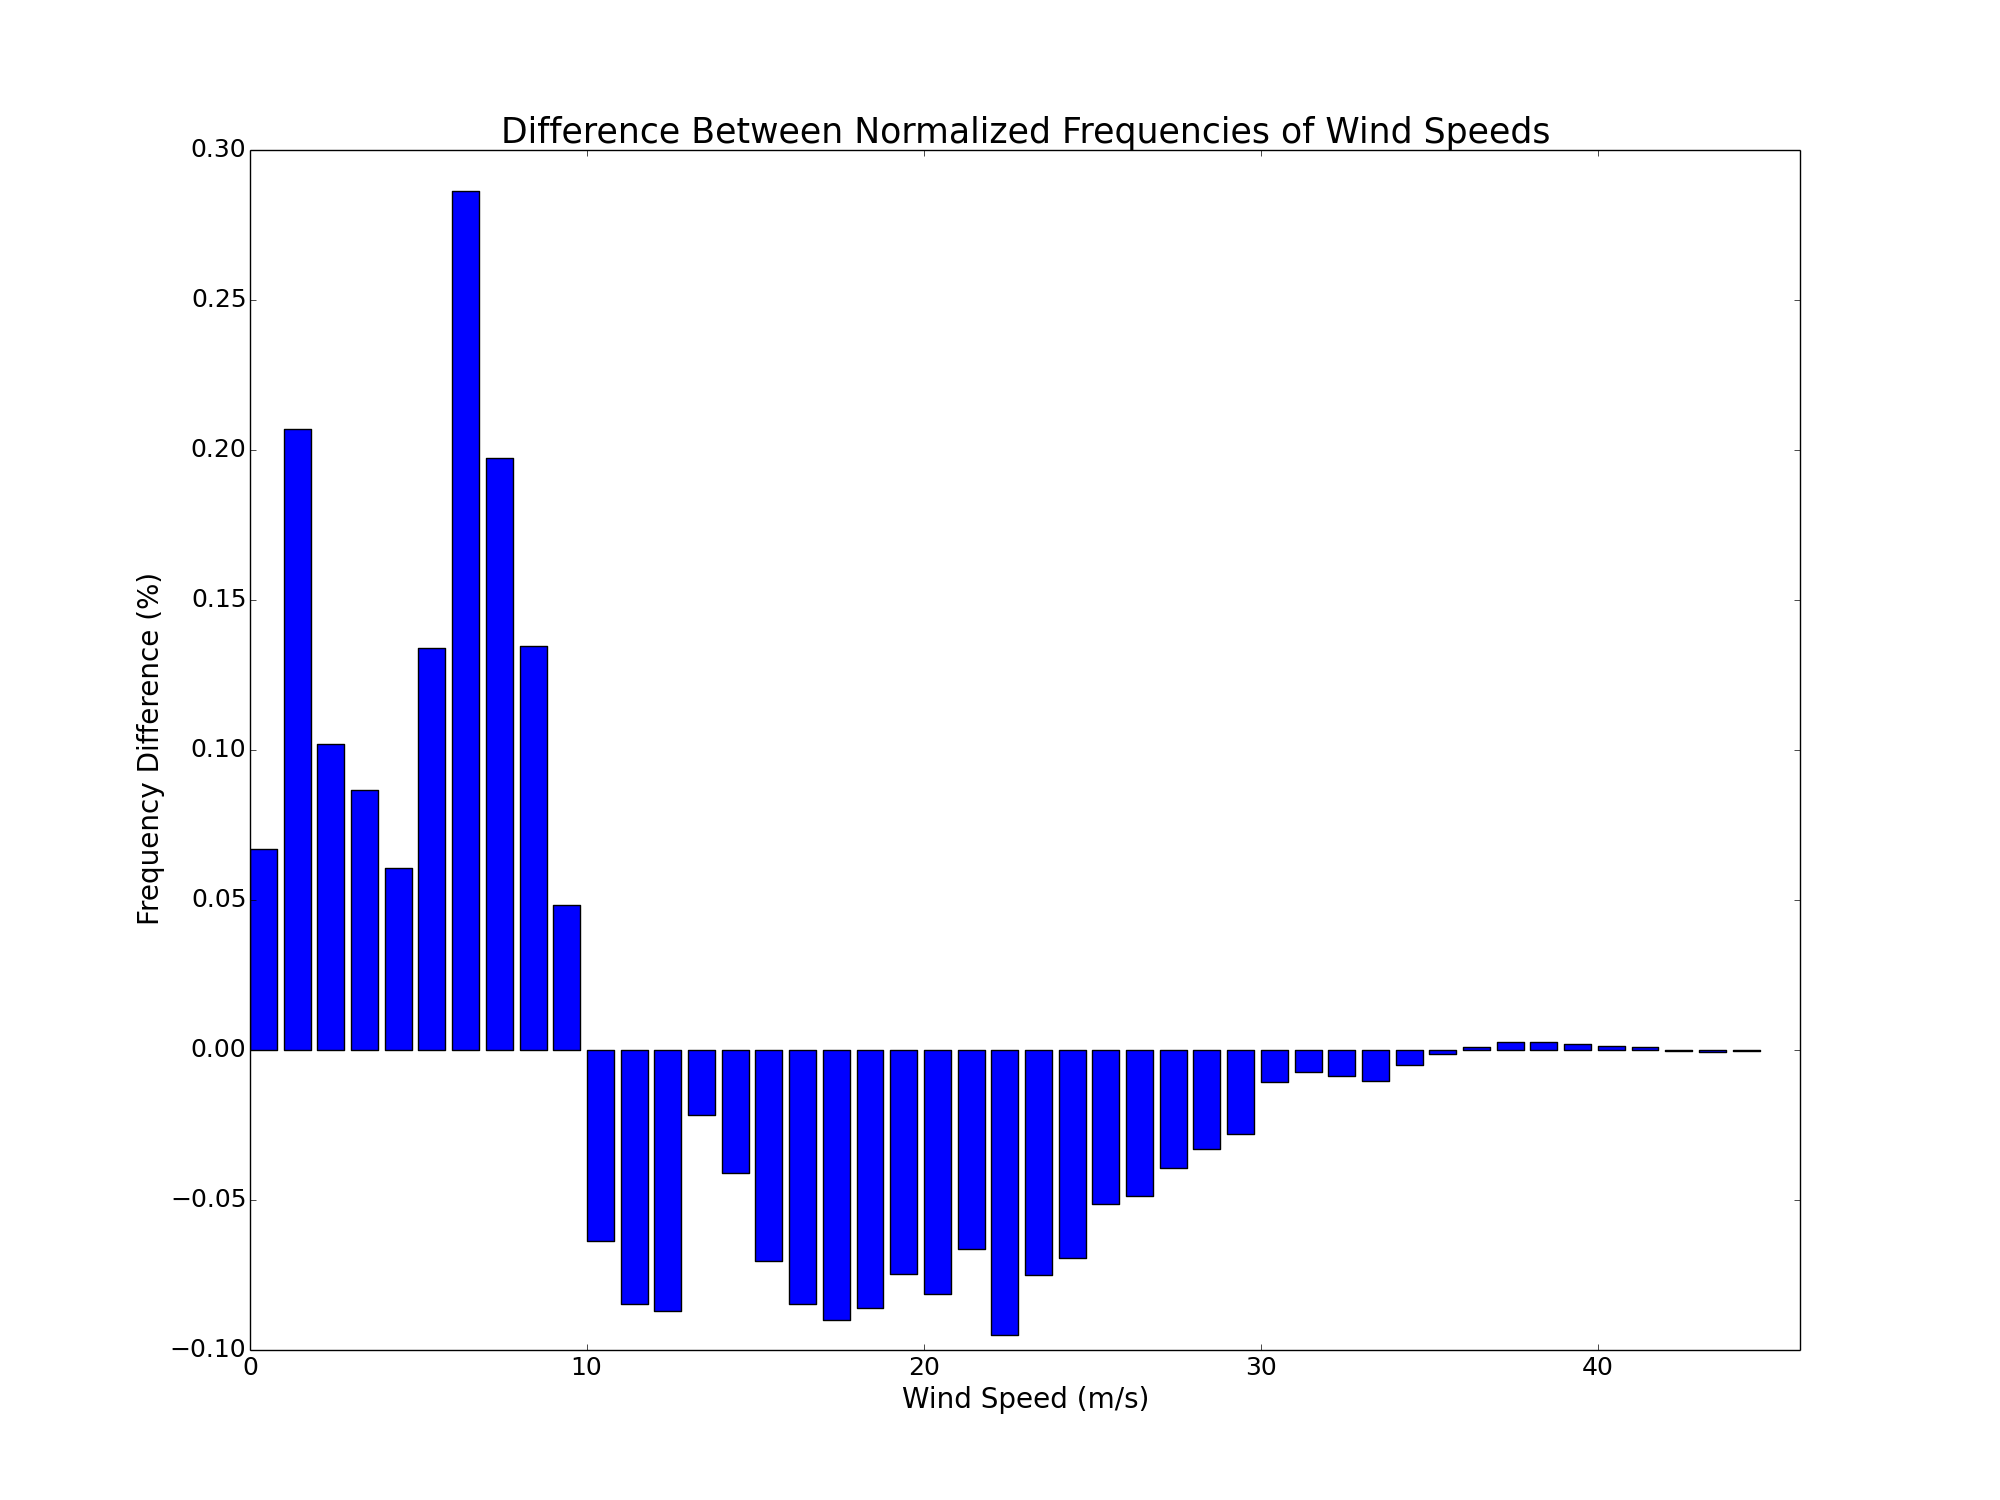 Difference Between Normalized Frequencies of Wind Speeds
0.30
0.25
0.20
0.15
0.10
0.05
0.00
−0.05
−0.10
Frequency Difference (%)
0 10 20 30 40
Wind Speed (m/s)